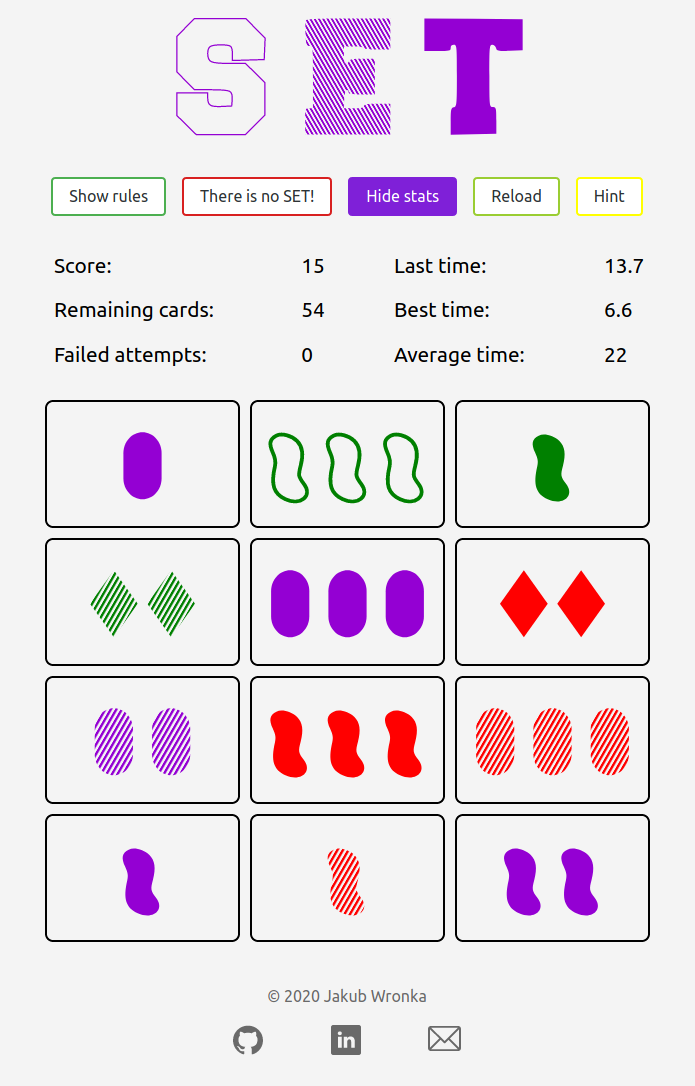 SET
Show rules There is no SET! Hide stats Reload Hint
Score: 15 Last time: 13.7
Remaining cards: 54 Best time: 6.6
Failed attempts: 0 Average time: 22
© 2020 Jakub Wronka
in